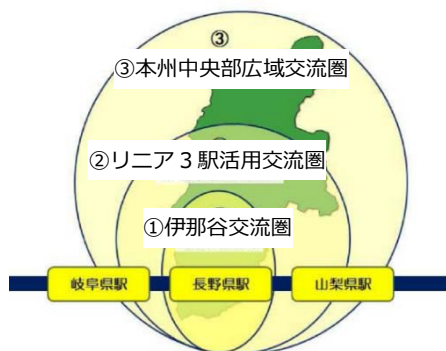 ③
③本州中央部広域交流圏
②リニア３駅活用交流圏
①伊那谷交流圏
岐阜県駅
長野県駅
山梨県駅